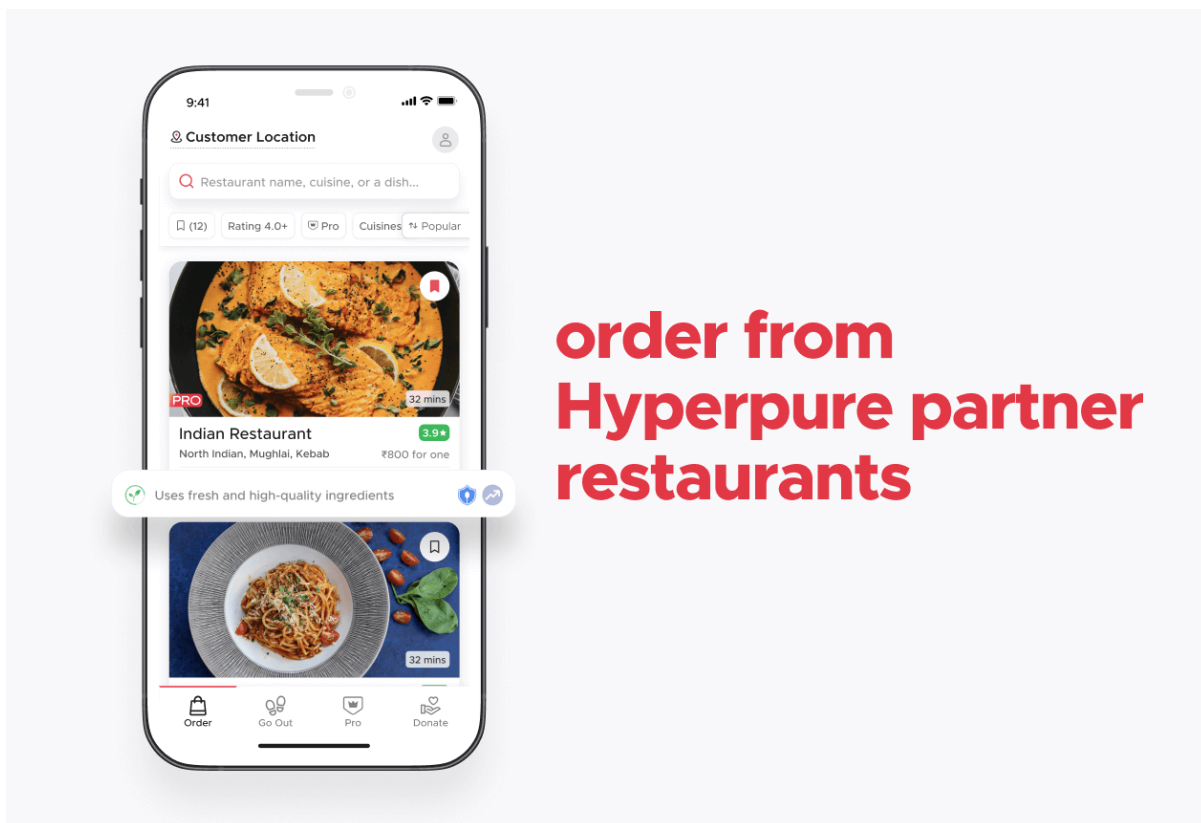 9:41
Customer Location
Restaurant name, cuisine, or a dish...
(12) Rating 4.0+ Pro Cuisines Popular
PRO
32 mins
Indian Restaurant 3.9★
North Indian, Mughlai, Kebab ₹800 for one
Uses fresh and high-quality ingredients
32 mins
Order Go Out Pro Donate
order from
Hyperpure partner
restaurants